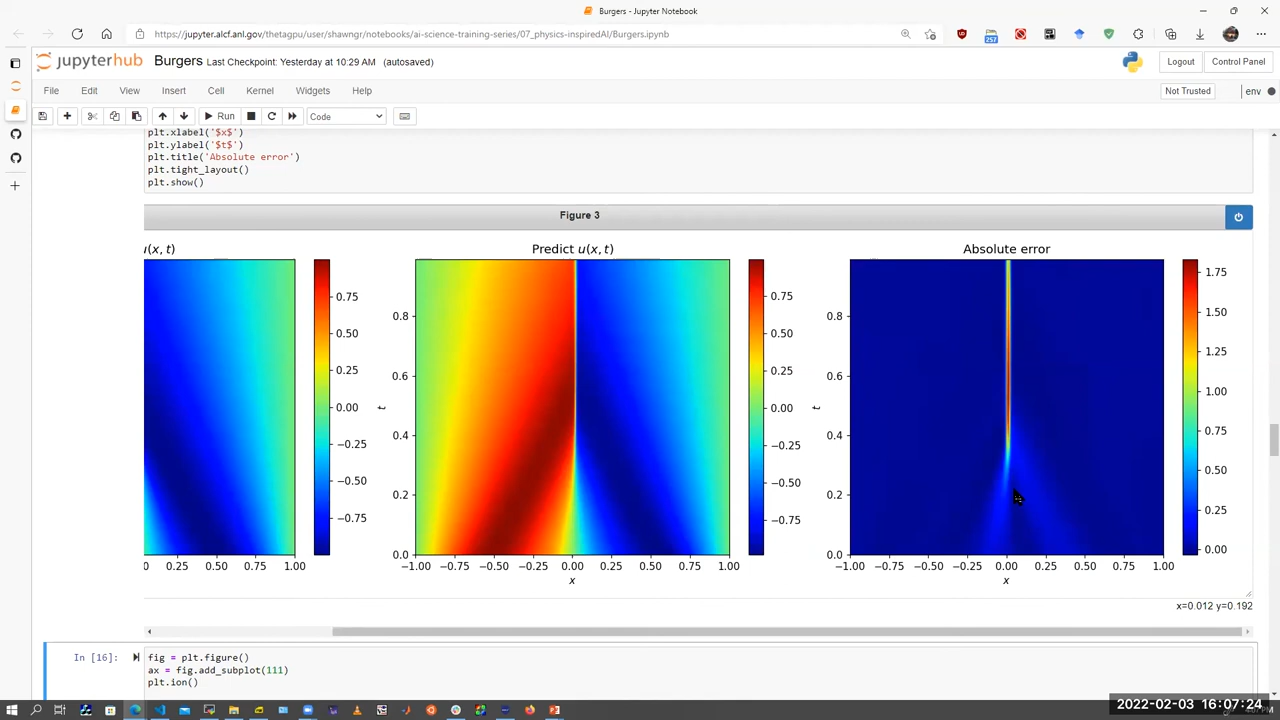 Burgers - Jupyter Notebook
https://jupyter.alcf.anl.gov/thetagpu/user/shawngr/notebooks/ai-science-training-series/07_physics-inspiredAI/Burgers.ipynb
257
jupyterhub Burgers Last Checkpoint: Yesterday at 10:29 AM (autosaved)
Logout Control Panel
File Edit View Insert Cell Kernel Widgets Help
Not Trusted env
Run Code
plt.xlabel('$x$')
plt.ylabel('$t$')
plt.title('Absolute error')
plt.tight_layout()
plt.show()
Figure 3
u(x, t) Predict u(x, t) Absolute error
0.75
0.50
0.25
0.00
−0.25
−0.50
−0.75
0 0.25 0.50 0.75 1.00
t
0.8
0.6
0.4
0.2
0.0
−1.00 −0.75 −0.50 −0.25 0.00 0.25 0.50 0.75 1.00
x
0.75
0.50
0.25
0.00
−0.25
−0.50
−0.75
t
0.8
0.6
0.4
0.2
0.0
−1.00 −0.75 −0.50 −0.25 0.00 0.25 0.50 0.75 1.00
x
1.75
1.50
1.25
1.00
0.75
0.50
0.25
0.00
x=0.012 y=0.192
In [16]:
fig = plt.figure()
ax = fig.add_subplot(111)
plt.ion()
2022-02-03 16:07:24